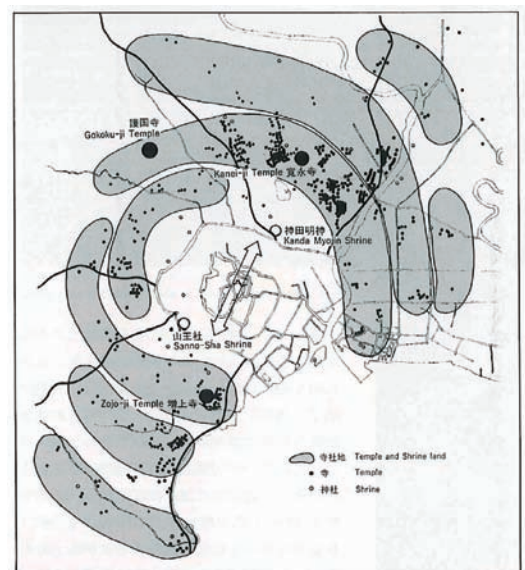 護国寺
Gokoku-ji Temple
Kanei-ji Temple 寛永寺
神田明神
Kanda Myojin Shrine
山王社
Sanno-Sha Shrine
Zojo-ji Temple 増上寺
寺社地 Temple and Shrine land
寺 Temple
神社 Shrine